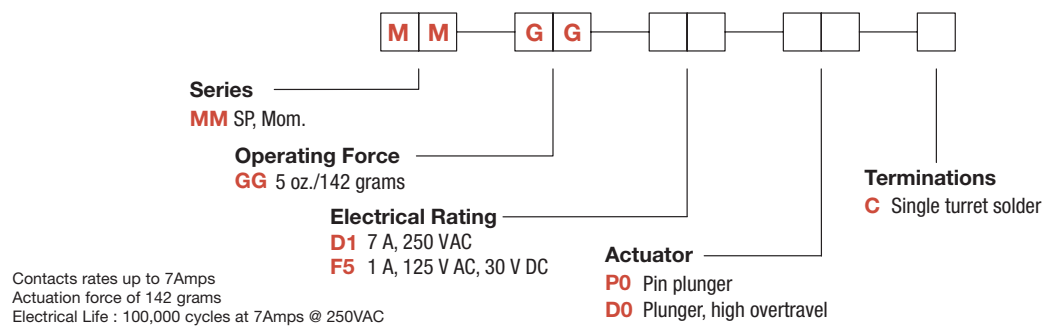 M M G G
Series
MM SP, Mom.
Operating Force
GG 5 oz./142 grams
Electrical Rating
D1 7 A, 250 VAC
F5 1 A, 125 V AC, 30 V DC
Actuator
P0 Pin plunger
D0 Plunger, high overtravel
Terminations
C Single turret solder
Contacts rates up to 7Amps
Actuation force of 142 grams
Electrical Life : 100,000 cycles at 7Amps @ 250VAC